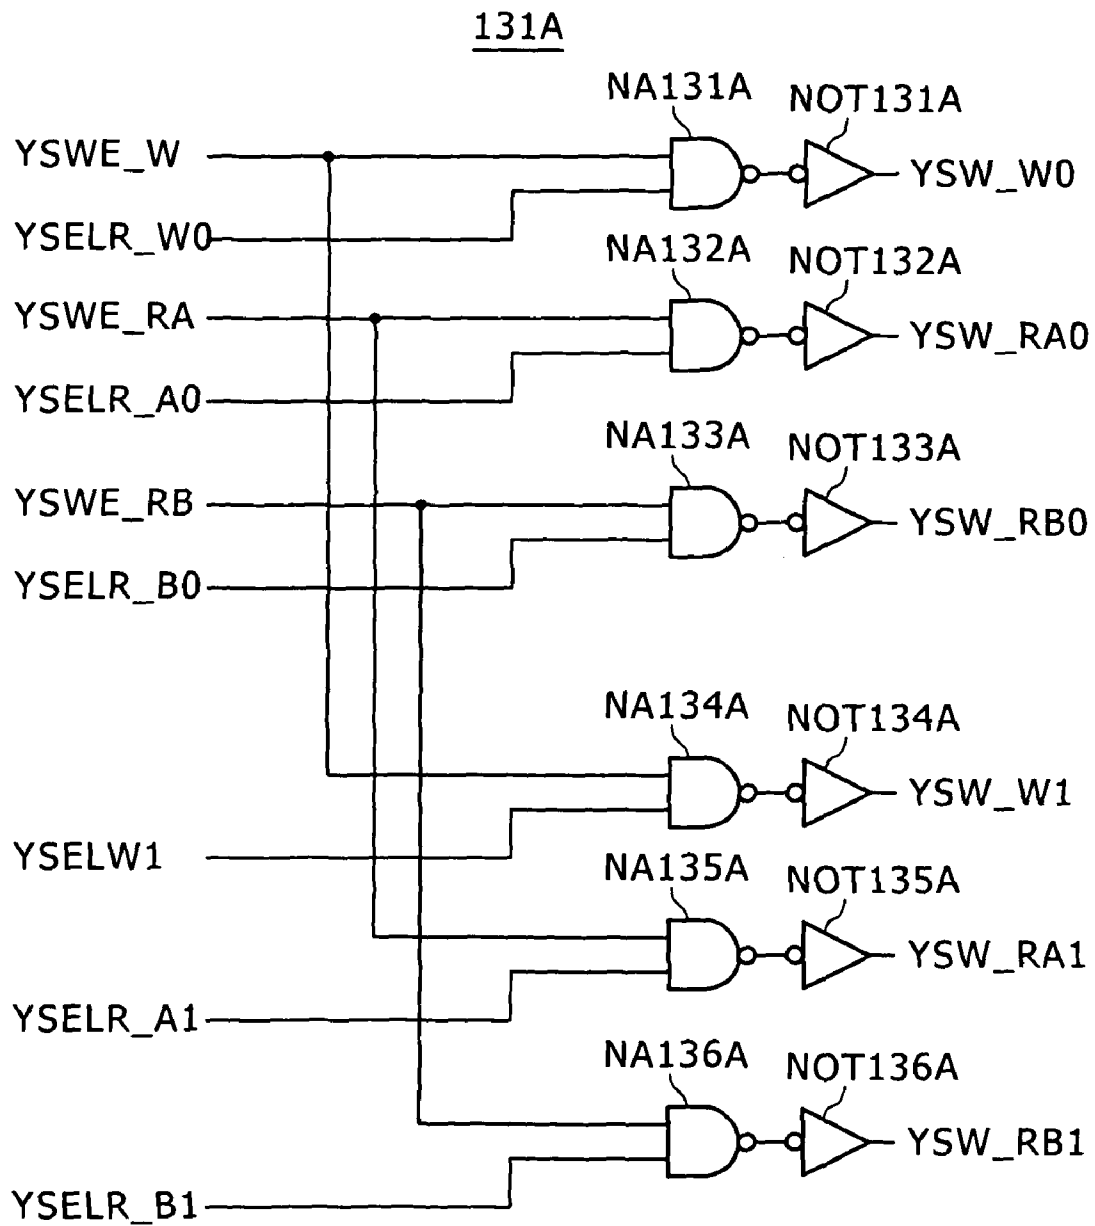 131A
NA131A
NOT131A
YSWE_W
YSW_W0
YSELR_W0
NA132A
NOT132A
YSWE_RA
YSW_RA0
YSELR_A0
NA133A
NOT133A
YSWE_RB
YSW_RB0
YSELR_B0
NA134A
NOT134A
YSW_W1
YSELW1
NA135A
NOT135A
YSW_RA1
YSELR_A1
NA136A
NOT136A
YSW_RB1
YSELR_B1